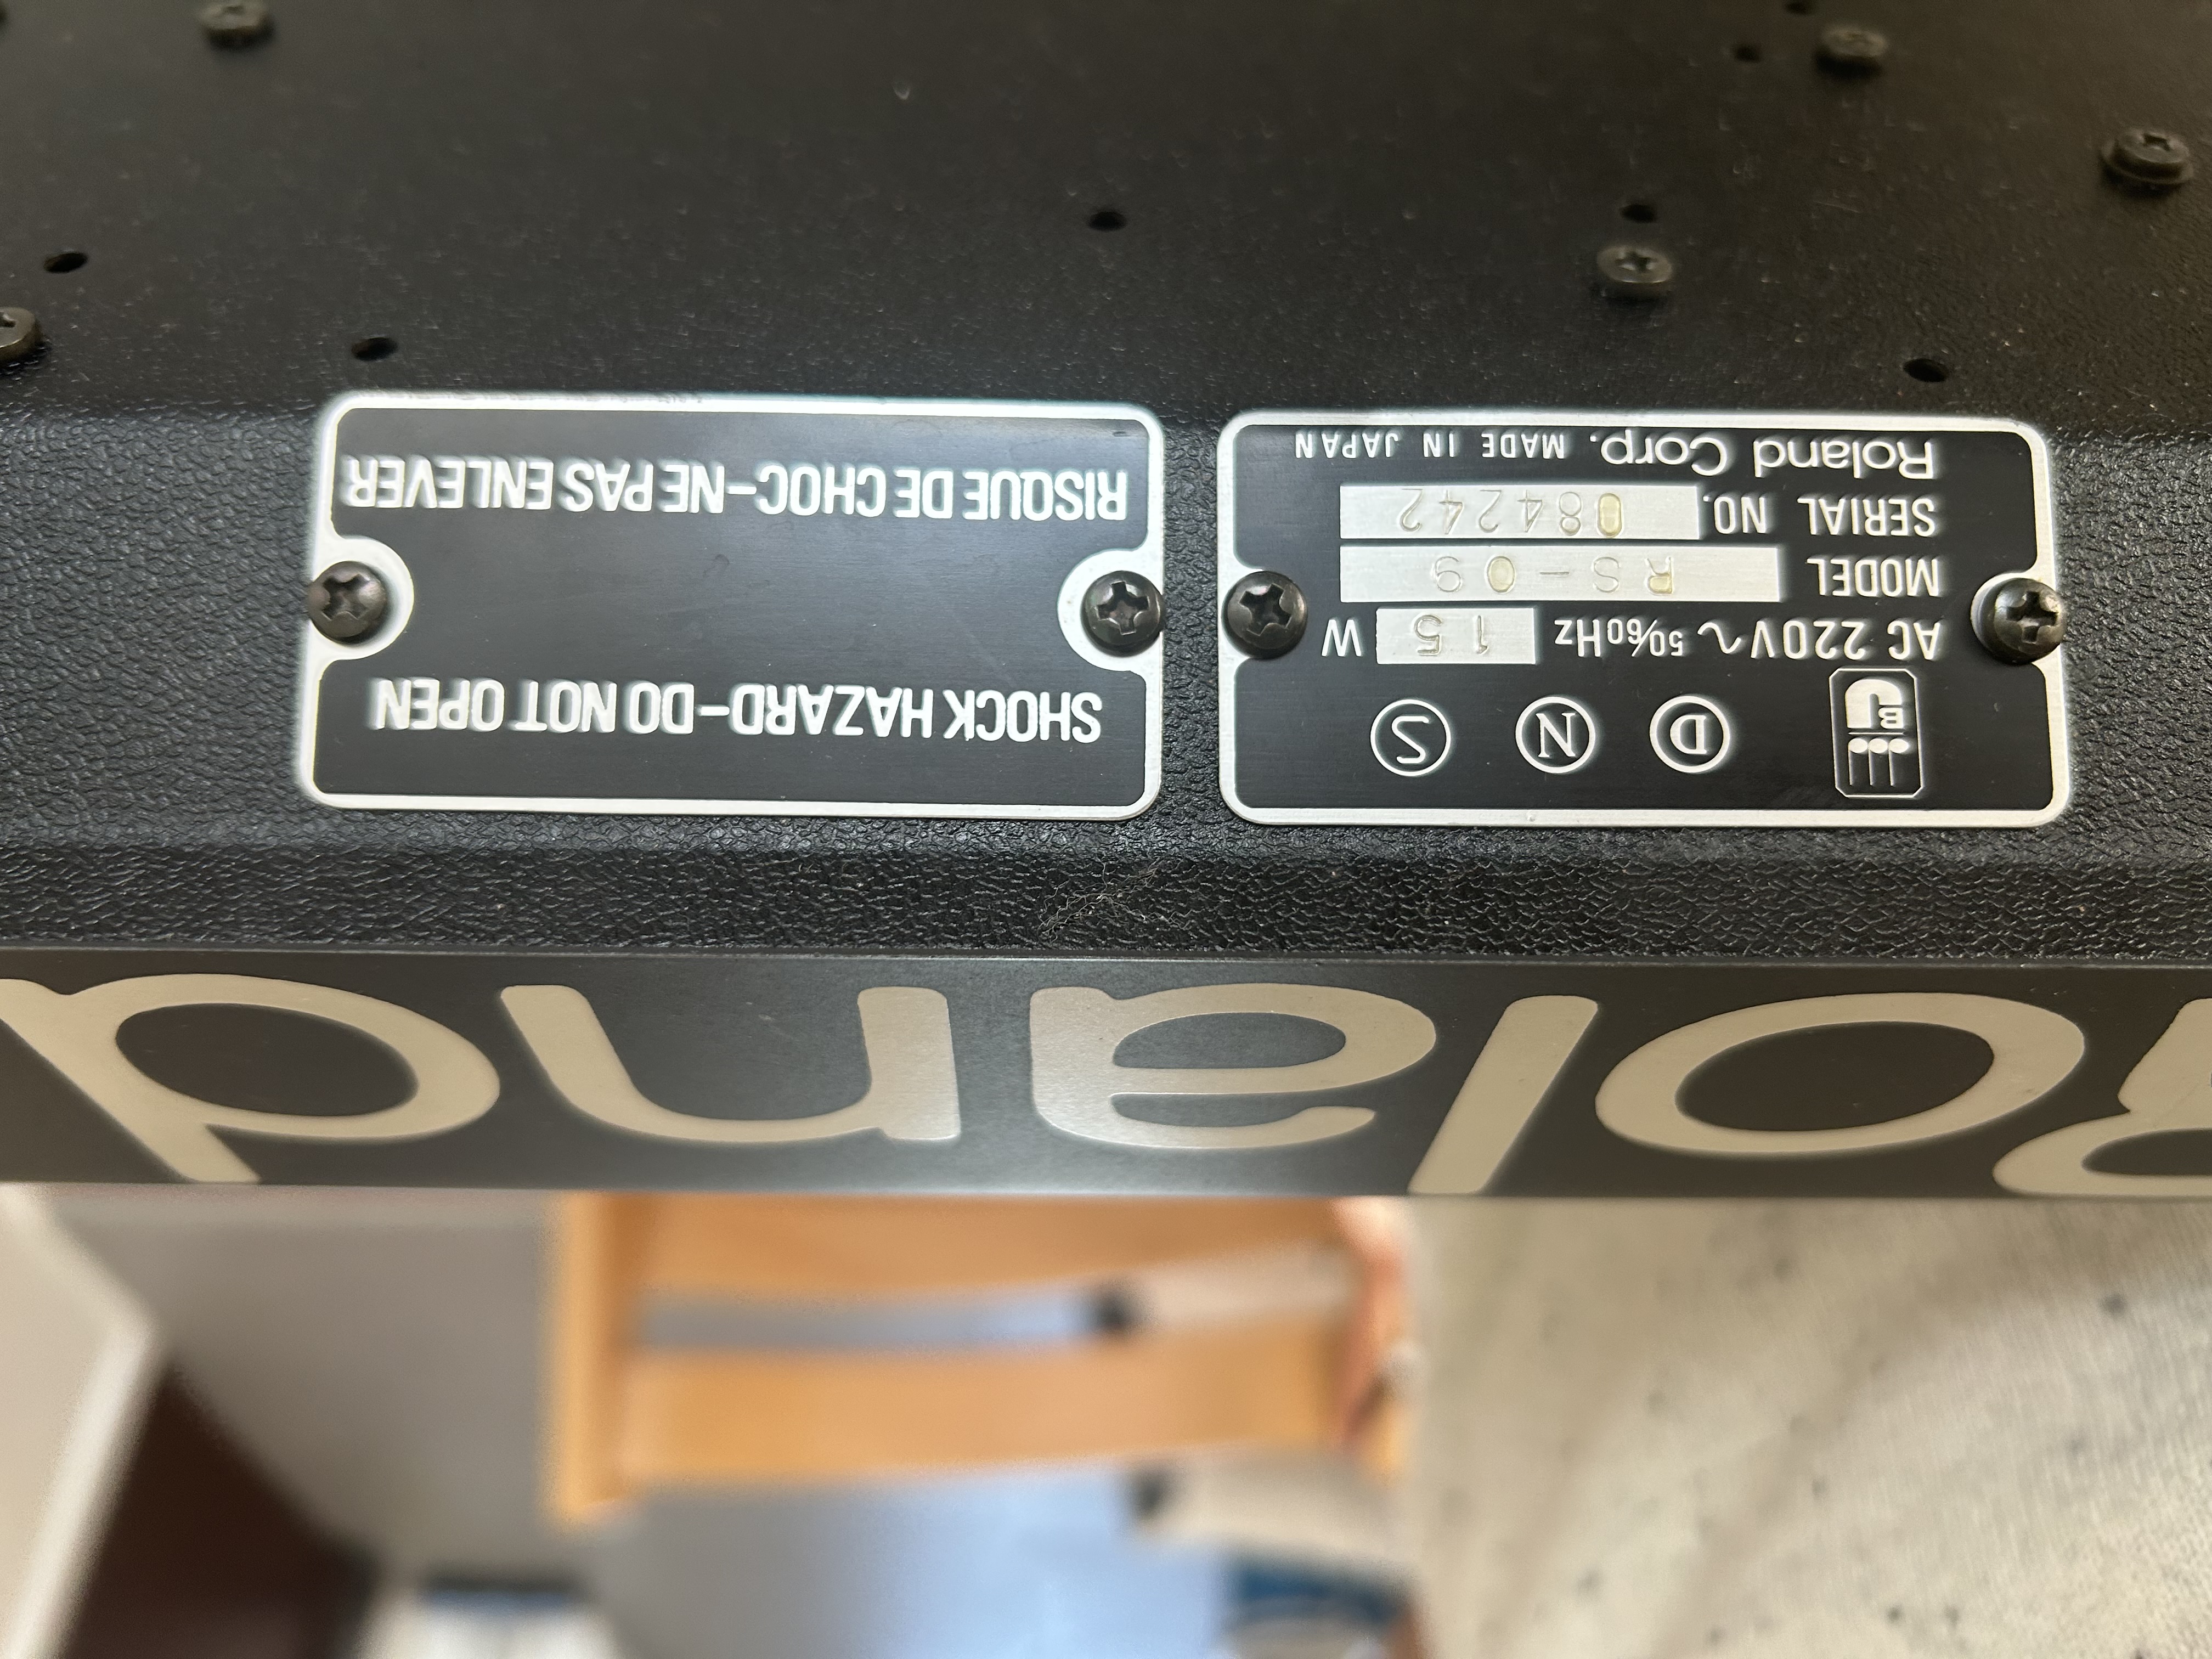 Roland
SHOCK HAZARD–DO NOT OPEN
RISQUE DE CHOC–NE PAS ENLEVER
BJ
D N S
AC 220V~50/60Hz 15 W
MODEL RS-09
SERIAL NO. 084242
Roland Corp. MADE IN JAPAN